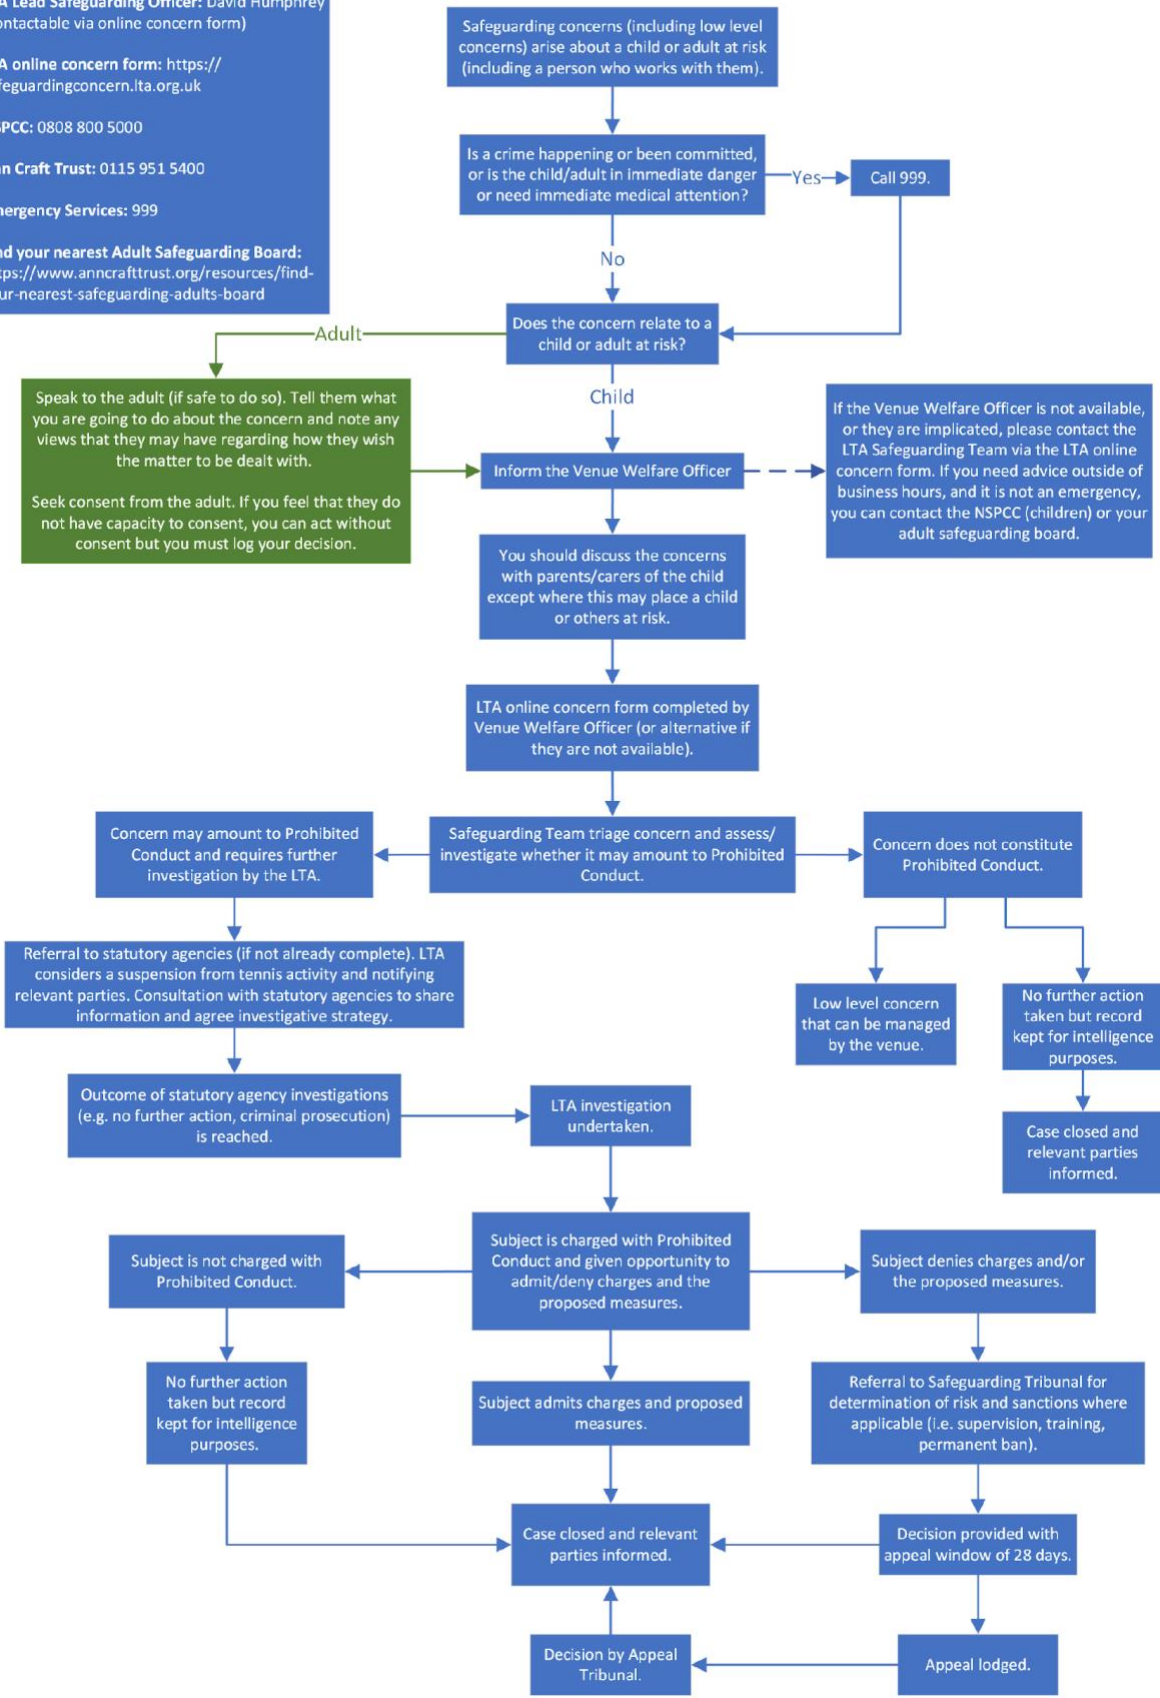 Lead Safeguarding Officer: David Humphrey
(contactable via online concern form)
online concern form: https://
safeguardingconcern.lta.org.uk
NSPCC: 0808 800 5000
Ann Craft Trust: 0115 951 5400
Emergency Services: 999
Find your nearest Adult Safeguarding Board:
https://www.anncrafttrust.org/resources/find-
your-nearest-safeguarding-adults-board
Safeguarding concerns (including low level
concerns) arise about a child or adult at risk
(including a person who works with them).
Is a crime happening or been committed,
or is the child/adult in immediate danger
or need immediate medical attention?
Yes
Call 999.
No
Does the concern relate to a
child or adult at risk?
Adult
Child
Speak to the adult (if safe to do so). Tell them what
you are going to do about the concern and note any
views that they may have regarding how they wish
the matter to be dealt with.
Seek consent from the adult. If you feel that they do
not have capacity to consent, you can act without
consent but you must log your decision.
Inform the Venue Welfare Officer
If the Venue Welfare Officer is not available,
or they are implicated, please contact the
LTA Safeguarding Team via the LTA online
concern form. If you need advice outside of
business hours, and it is not an emergency,
you can contact the NSPCC (children) or your
adult safeguarding board.
You should discuss the concerns
with parents/carers of the child
except where this may place a child
or others at risk.
LTA online concern form completed by
Venue Welfare Officer (or alternative if
they are not available).
Concern may amount to Prohibited
Conduct and requires further
investigation by the LTA.
Safeguarding Team triage concern and assess/
investigate whether it may amount to Prohibited
Conduct.
Concern does not constitute
Prohibited Conduct.
Referral to statutory agencies (if not already complete). LTA
considers a suspension from tennis activity and notifying
relevant parties. Consultation with statutory agencies to share
information and agree investigative strategy.
Low level concern
that can be managed
by the venue.
No further action
taken but record
kept for intelligence
purposes.
Outcome of statutory agency investigations
(e.g. no further action, criminal prosecution)
is reached.
LTA investigation
undertaken.
Case closed and
relevant parties
informed.
Subject is not charged with
Prohibited Conduct.
Subject is charged with Prohibited
Conduct and given opportunity to
admit/deny charges and the
proposed measures.
Subject denies charges and/or
the proposed measures.
No further action
taken but record
kept for intelligence
purposes.
Subject admits charges and proposed
measures.
Referral to Safeguarding Tribunal for
determination of risk and sanctions where
applicable (i.e. supervision, training,
permanent ban).
Case closed and relevant
parties informed.
Decision provided with
appeal window of 28 days.
Decision by Appeal
Tribunal.
Appeal lodged.